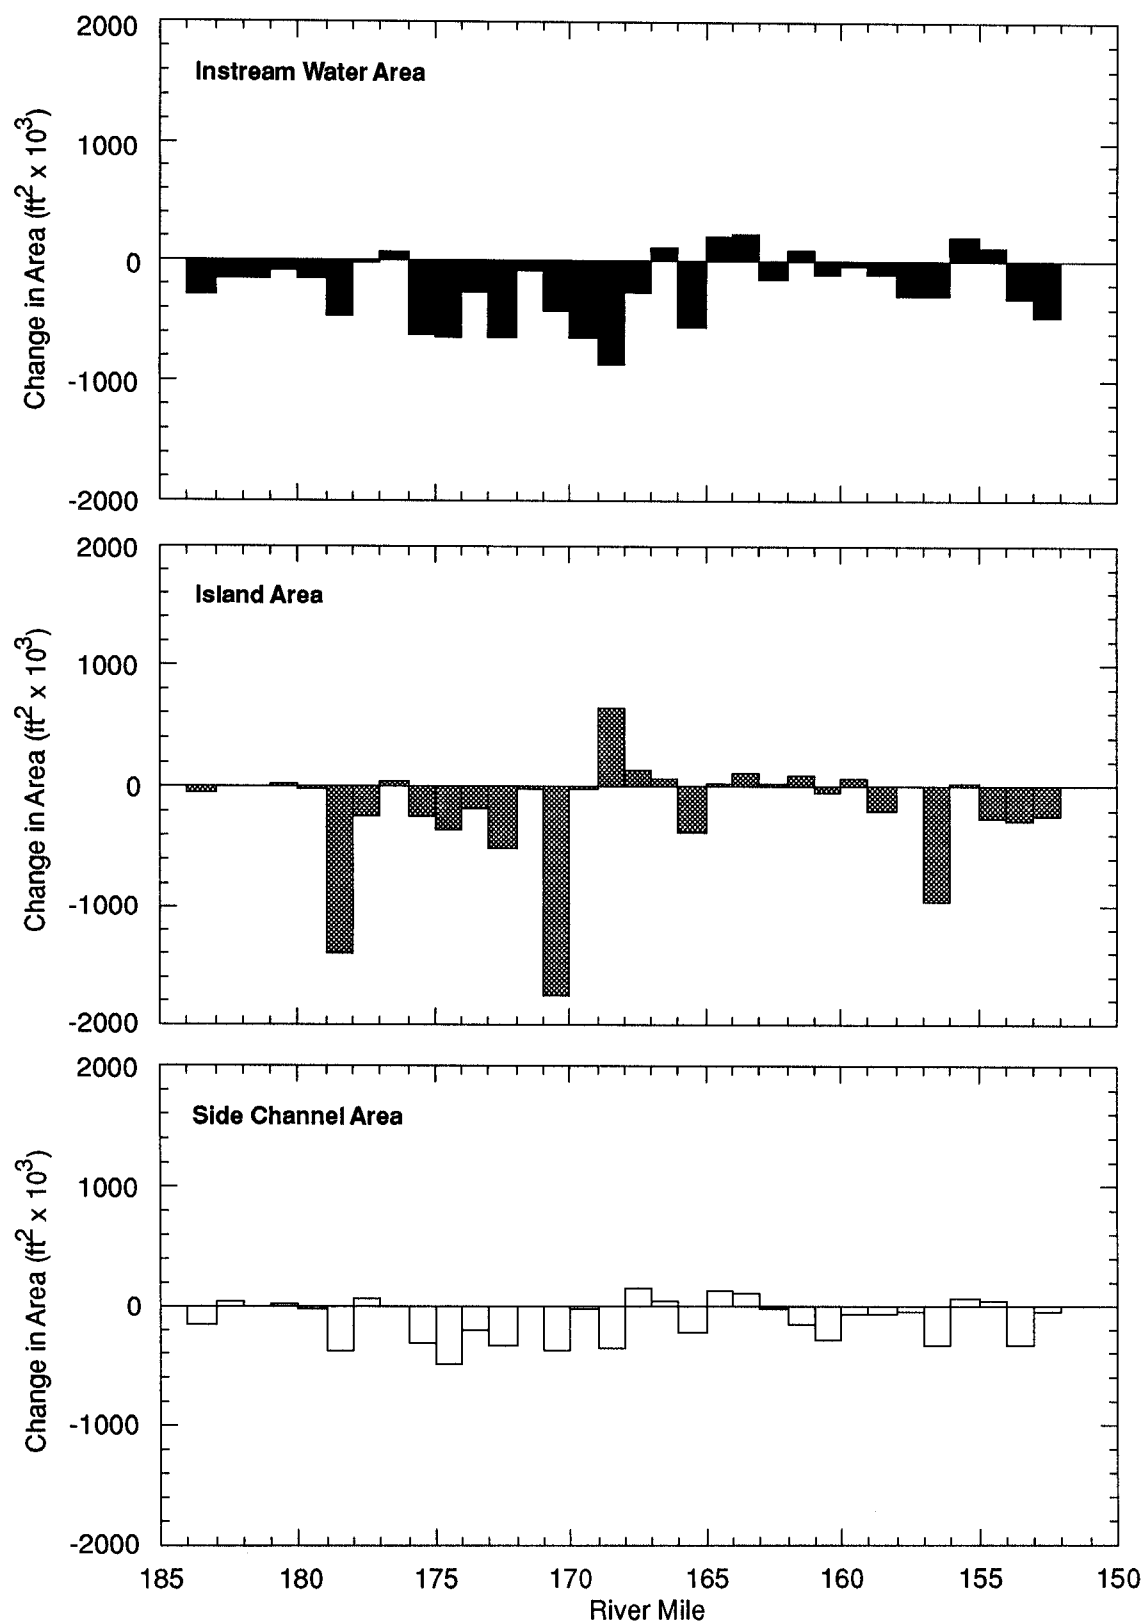 2000
Instream Water Area
1000
0
-1000
-2000
Change in Area (ft² x 10³)
2000
Island Area
1000
0
-1000
-2000
Change in Area (ft² x 10³)
2000
Side Channel Area
1000
0
-1000
-2000
Change in Area (ft² x 10³)
185 180 175 170 165 160 155 150
River Mile